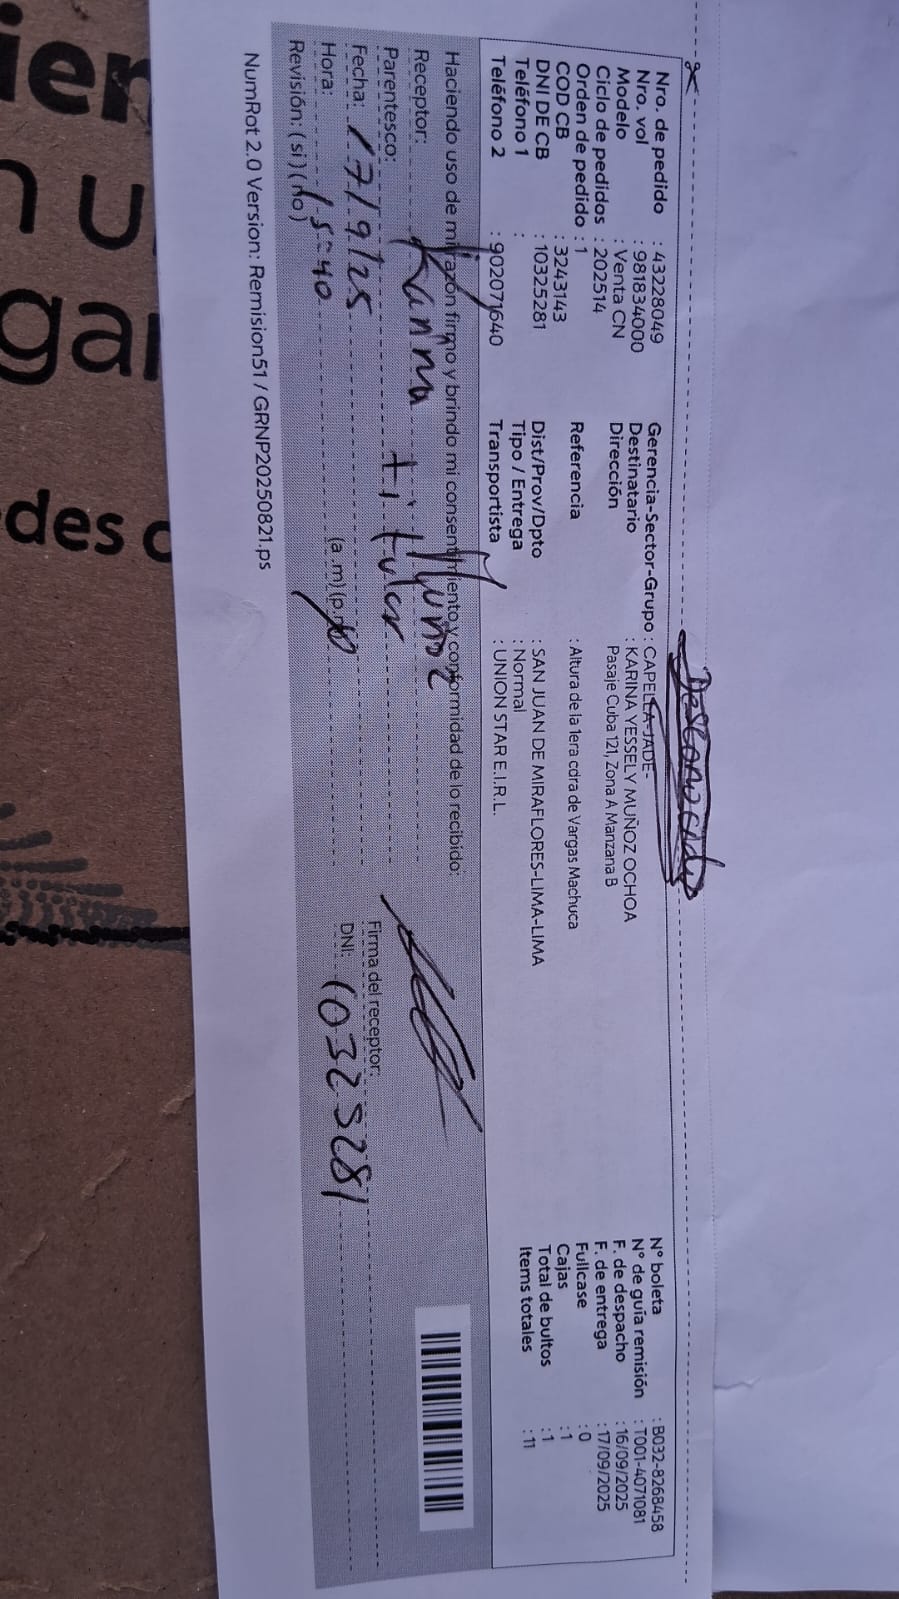 Desconocido
Nro. de pedido : 43228049
Nro. vol : 981834000
Modelo : Venta CN
Ciclo de pedidos : 202514
Orden de pedido : 1
COD CB : 3243143
DNI DE CB : 10325281
Teléfono 1 :
Teléfono 2 : 902071640
Gerencia-Sector-Grupo : CAPELLA-JADE-
Destinatario : KARINA YESSELY MUÑOZ OCHOA
Dirección Pasaje Cuba 121, Zona A Manzana B
Referencia : Altura de la 1era cdra de Vargas Machuca
Dist/Prov/Dpto : SAN JUAN DE MIRAFLORES-LIMA-LIMA
Tipo / Entrega : Normal
Transportista : UNION STAR E.I.R.L.
N° boleta : B032-8268458
N° de guía remisión : T001-4071081
F. de despacho : 16/09/2025
F. de entrega : 17/09/2025
Fullcase : 0
Cajas : 1
Total de bultos : 1
Items totales : 11
Haciendo uso de mi razón firmo y brindo mi consentimiento y conformidad de lo recibido:
Receptor: Karina Muñoz
Parentesco: titular
Fecha: 17/9/25
Hora: 15:40 (a .m) (p.m)
Revisión: ( si ) ( no )
Firma del receptor:
DNI: 10325281
NumRot 2.0 Version: Remision51 / GRNP20250821.ps
ien
n u
gar
des c